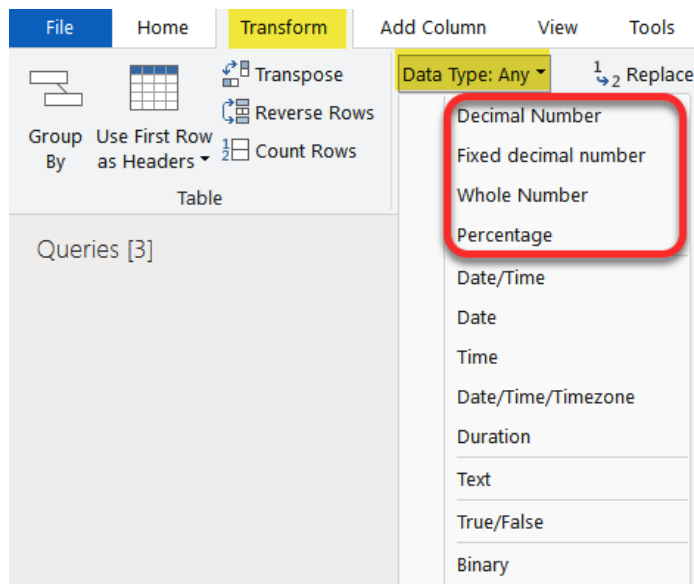 File Home Transform Add Column View Tools
Transpose
Reverse Rows
Count Rows
Group By
Use First Row as Headers
Table
Data Type: Any
1 2 Replace
Decimal Number
Fixed decimal number
Whole Number
Percentage
Date/Time
Date
Time
Date/Time/Timezone
Duration
Text
True/False
Binary
Queries [3]